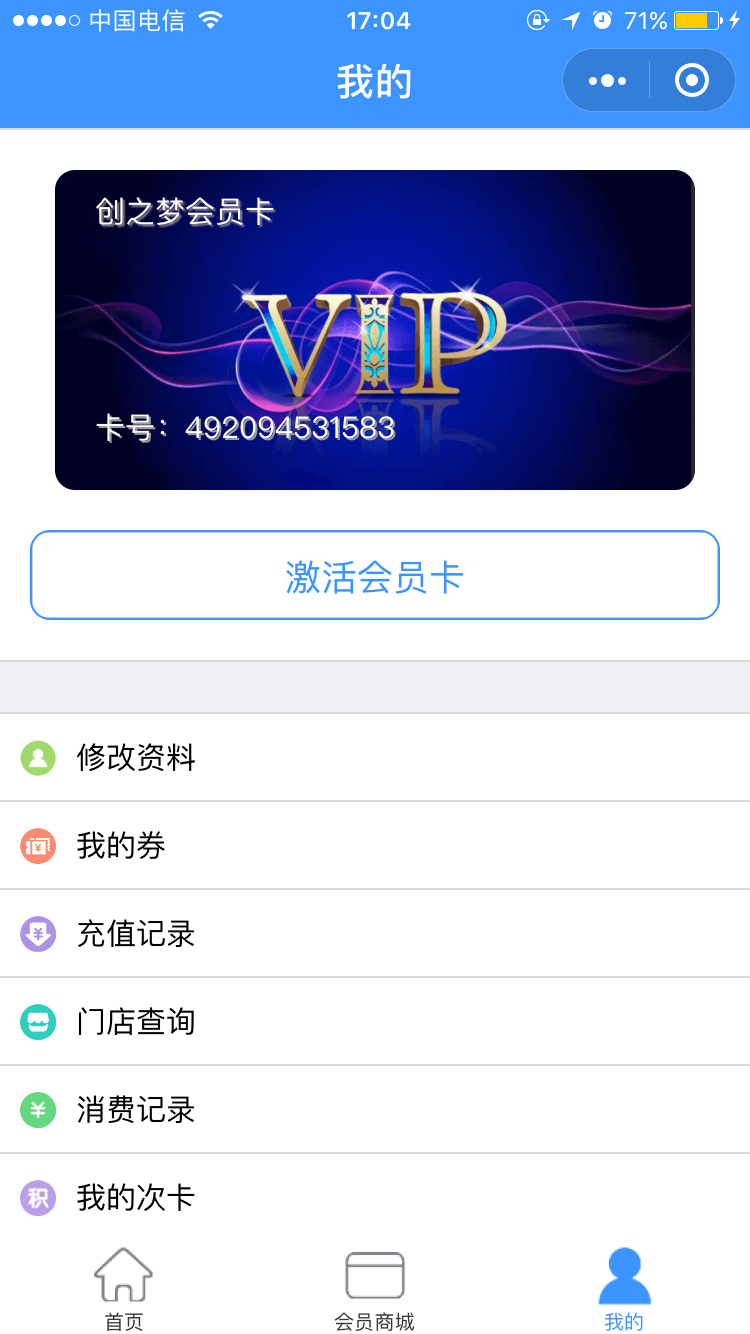 中国电信 17:04 71%
我的
创之梦会员卡
VIP
卡号：492094531583
激活会员卡
修改资料
我的券
充值记录
门店查询
¥ 消费记录
积 我的次卡
首页 会员商城 我的